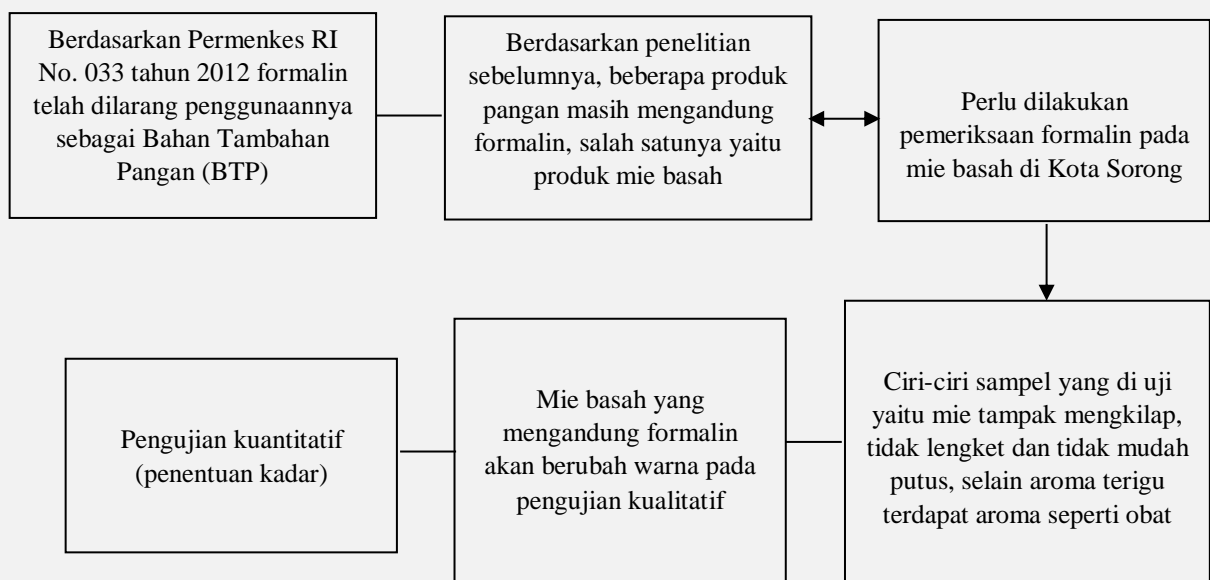 Berdasarkan Permenkes RI
No. 033 tahun 2012 formalin
telah dilarang penggunaannya
sebagai Bahan Tambahan
Pangan (BTP)
Berdasarkan penelitian
sebelumnya, beberapa produk
pangan masih mengandung
formalin, salah satunya yaitu
produk mie basah
Perlu dilakukan
pemeriksaan formalin pada
mie basah di Kota Sorong
Ciri-ciri sampel yang di uji
yaitu mie tampak mengkilap,
tidak lengket dan tidak mudah
putus, selain aroma terigu
terdapat aroma seperti obat
Mie basah yang
mengandung formalin
akan berubah warna pada
pengujian kualitatif
Pengujian kuantitatif
(penentuan kadar)